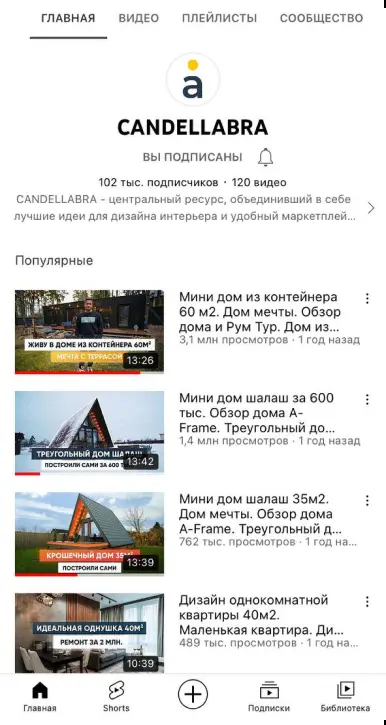 ГЛАВНАЯ ВИДЕО ПЛЕЙЛИСТЫ СООБЩЕСТВО
a
CANDELLABRA
ВЫ ПОДПИСАНЫ
102 тыс. подписчиков · 120 видео
CANDELLABRA - центральный ресурс, объединивший в себе
лучшие идеи для дизайна интерьера и удобный маркетплей...
Популярные
ЖИВУ В ДОМЕ ИЗ КОНТЕЙНЕРА 60М²
МЕЧТА С ТЕРРАСОЙ
13:26
Мини дом из контейнера
60 м2. Дом мечты. Обзор
дома и Рум Тур. Дом из...
3,1 млн просмотров · 1 год назад
ТРЕУГОЛЬНЫЙ ДОМ ШАЛАШ
ПОСТРОИЛИ САМИ ЗА 600 Т
13:42
Мини дом шалаш за 600
тыс. Обзор дома A-
Frame. Треугольный до...
1,4 млн просмотров · 1 год назад
КРОШЕЧНЫЙ ДОМ 35М²
ПОСТРОИЛИ САМИ
13:39
Мини дом шалаш 35м2.
Дом мечты. Обзор дома
A-Frame. Треугольный д...
762 тыс. просмотров · 1 год на...
ИДЕАЛЬНАЯ ОДНУШКА 40М²
РЕМОНТ ЗА 2 МЛН.
10:39
Дизайн однокомнатной
квартиры 40м2.
Маленькая квартира. Ди...
489 тыс. просмотров · 1 год на...
Главная Shorts Подписки Библиотека